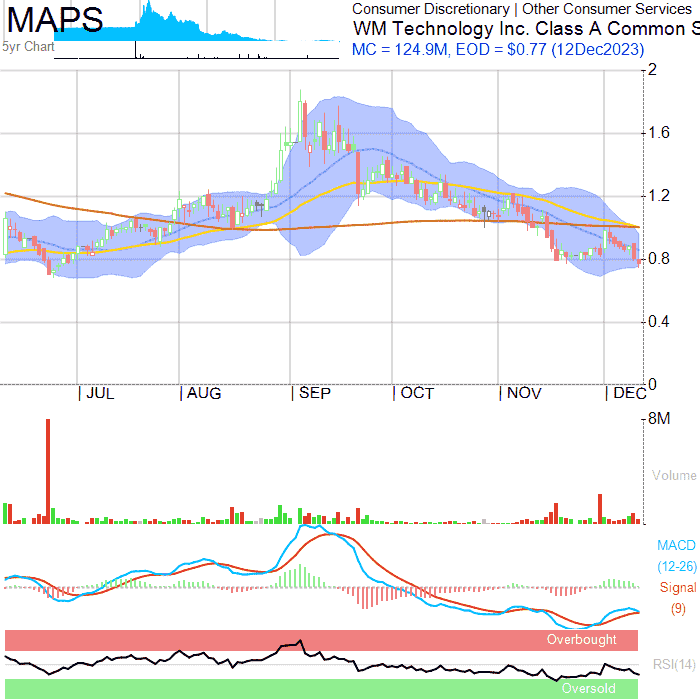 MAPS
5yr Chart
Consumer Discretionary | Other Consumer Services
WM Technology Inc. Class A Common S
MC = 124.9M, EOD = $0.77 (12Dec2023)
2
1.6
1.2
0.8
0.4
0
| JUL | AUG | SEP | OCT | NOV | DEC
8M
Volume
MACD
(12-26)
Signal
(9)
Overbought
RSI(14)
Oversold